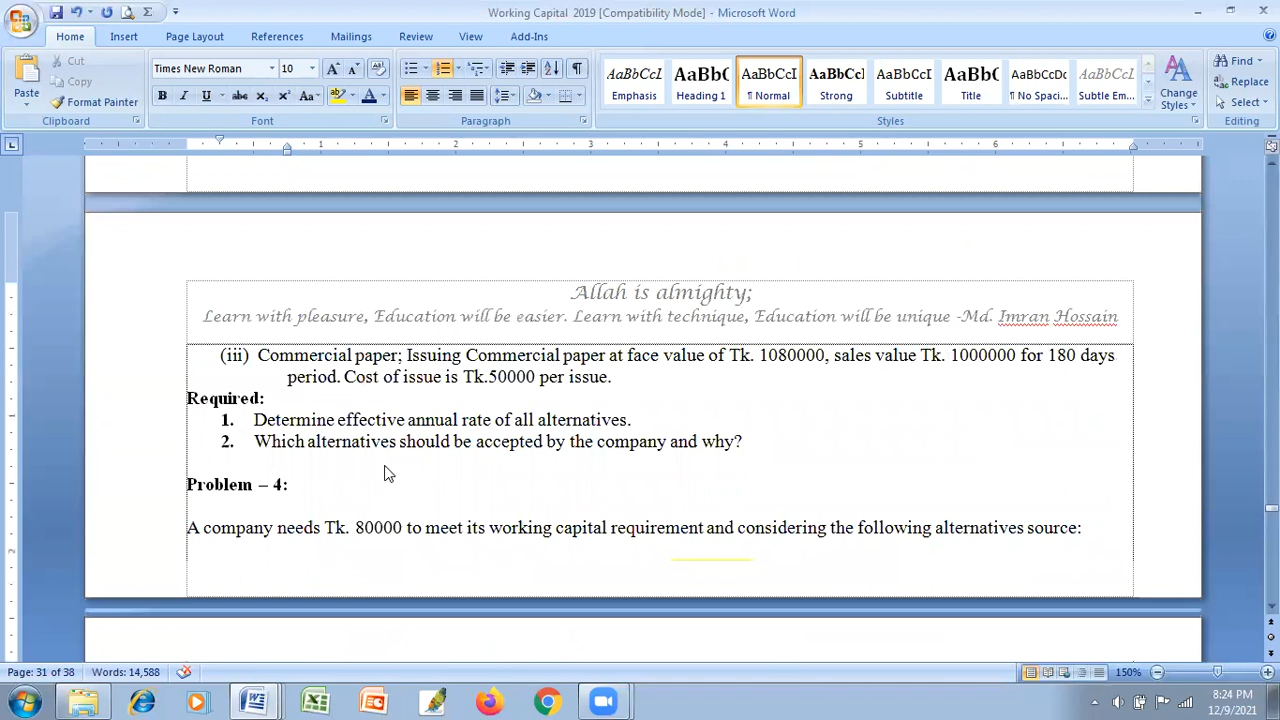 Working Capital 2019 [Compatibility Mode] - Microsoft Word
Home Insert Page Layout References Mailings Review View Add-Ins
Paste
Cut
Copy
Format Painter
Clipboard
Times New Roman 10
Font
Paragraph
AaBbCcI AaBbC AaBbCcI AaBbCcl AaBbCcI AaBbC AaBbCcDc AaBbCcI
Emphasis Heading 1 ¶ Normal Strong Subtitle Title ¶ No Spaci... Subtle Em...
Change Styles
Styles
Find
Replace
Select
Editing
1 2 3 4 5 6 7
Allah is almighty;
Learn with pleasure, Education will be easier. Learn with technique, Education will be unique -Md. Imran Hossain
(iii) Commercial paper; Issuing Commercial paper at face value of Tk. 1080000, sales value Tk. 1000000 for 180 days
period. Cost of issue is Tk.50000 per issue.
Required:
1. Determine effective annual rate of all alternatives.
2. Which alternatives should be accepted by the company and why?
Problem – 4:
A company needs Tk. 80000 to meet its working capital requirement and considering the following alternatives source:
Page: 31 of 38 Words: 14,588 150%
8:24 PM
12/9/2021